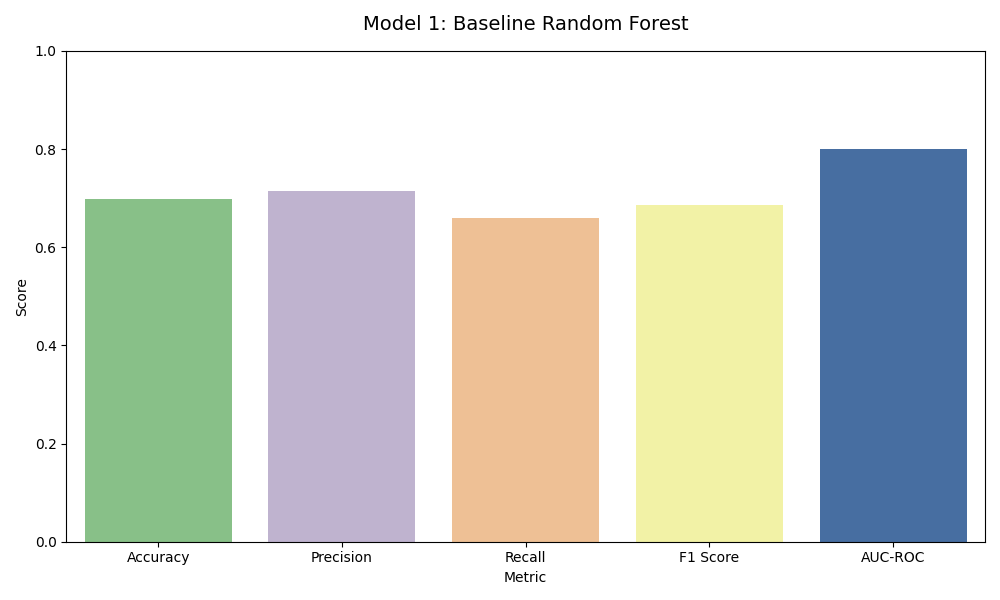 Model 1: Baseline Random Forest
1.0
0.8
0.6
0.4
0.2
0.0
Score
Accuracy Precision Recall F1 Score AUC-ROC
Metric